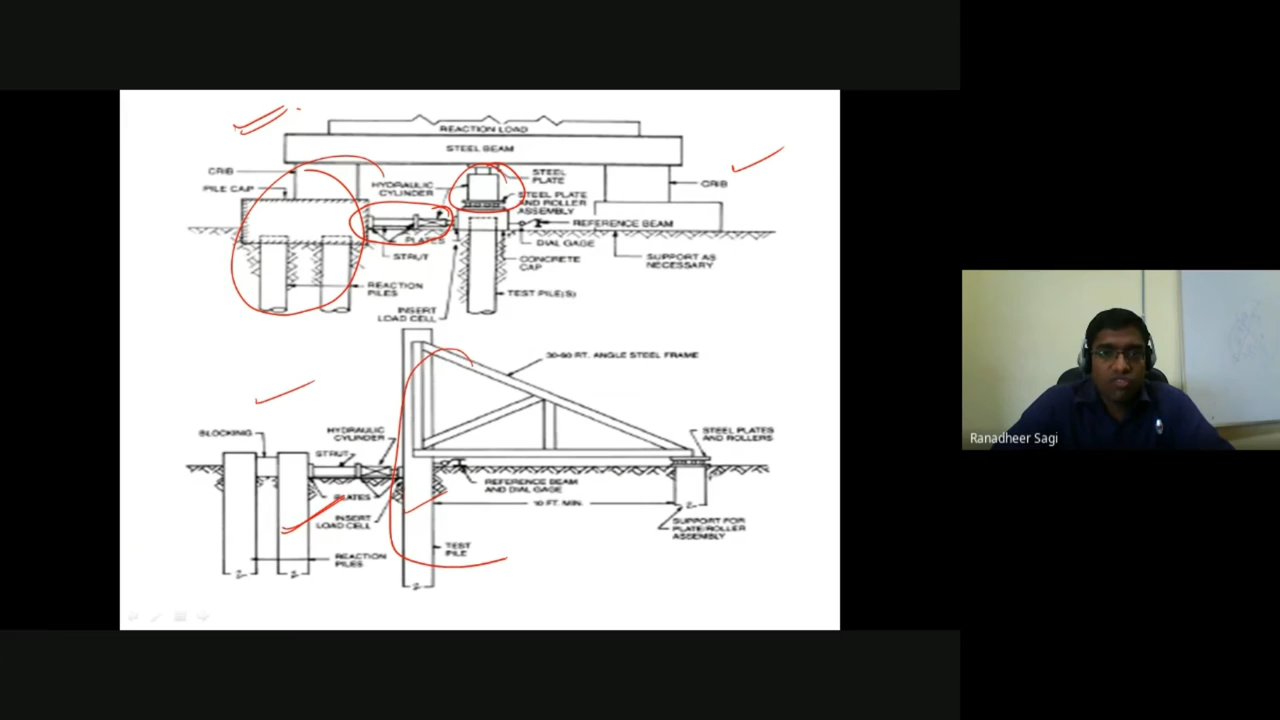 REACTION LOAD
STEEL BEAM
CRIB
PILE CAP
HYDRAULIC
CYLINDER
STEEL
PLATE
STEEL PLATE
AND ROLLER
ASSEMBLY
CRIB
REFERENCE BEAM
DIAL GAGE
PLATES
STRUT
CONCRETE
CAP
SUPPORT AS
NECESSARY
REACTION
PILES
TEST PILE(S)
INSERT
LOAD CELL
30-60 RT. ANGLE STEEL FRAME
BLOCKING
HYDRAULIC
CYLINDER
STRUT
STEEL PLATES
AND ROLLERS
PLATES
REFERENCE BEAM
AND DIAL GAGE
10 FT. MIN.
INSERT
LOAD CELL
SUPPORT FOR
PLATE/ROLLER
ASSEMBLY
REACTION
PILES
TEST
PILE
Ranadheer Sagi